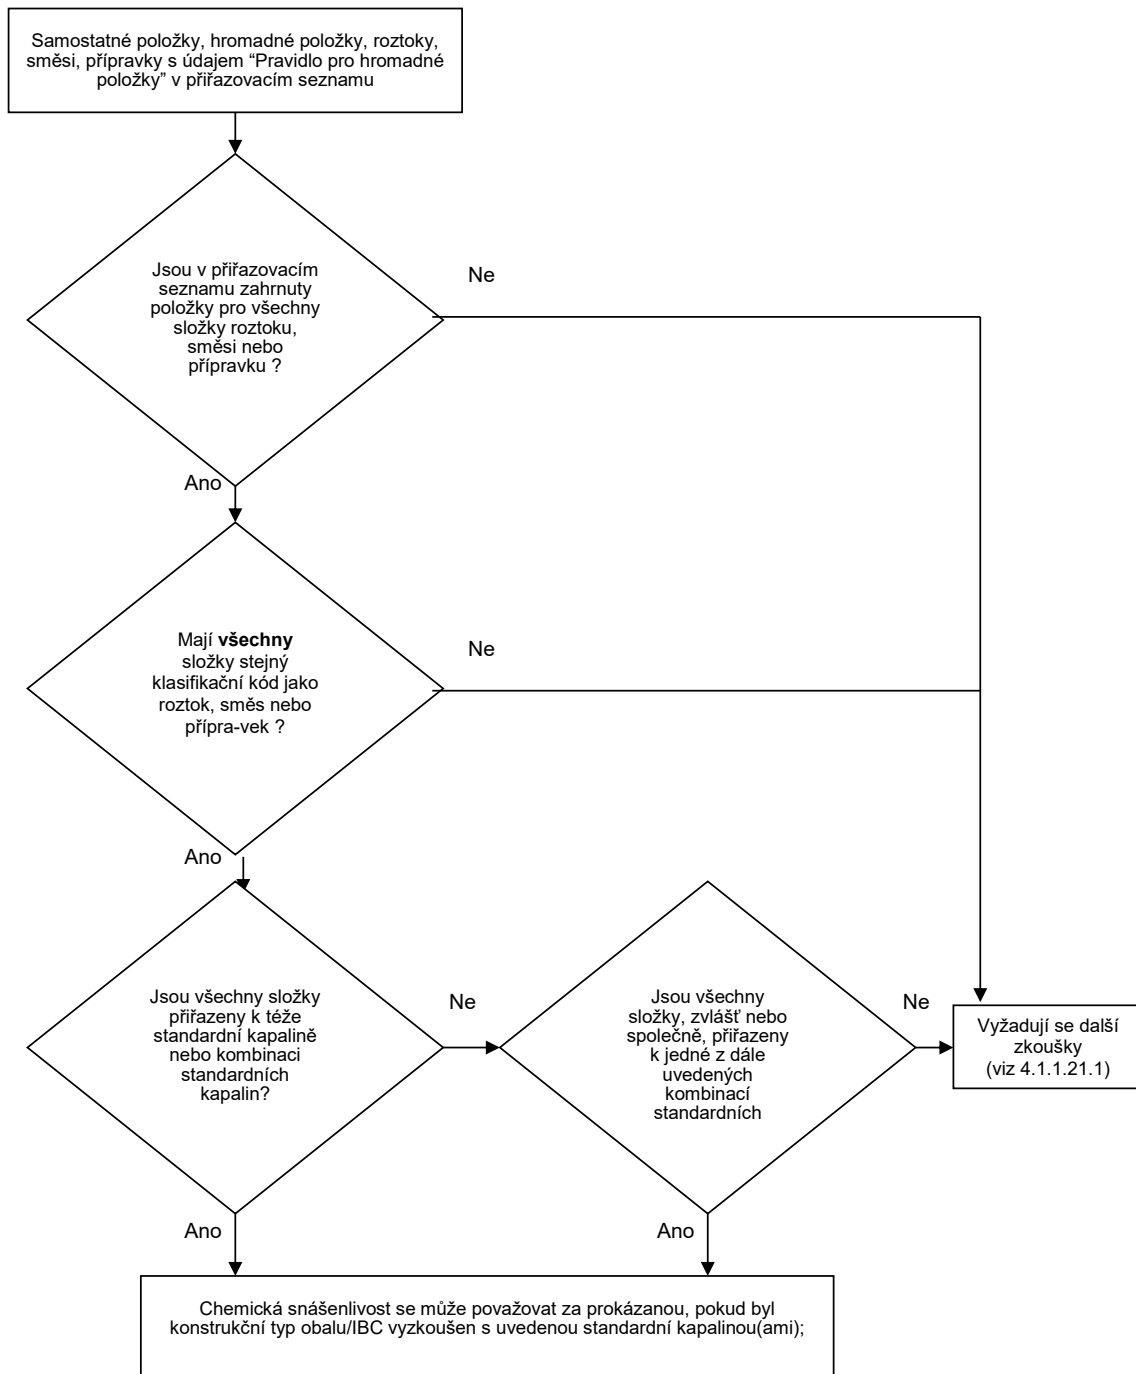 Samostatné položky, hromadné položky, roztoky,
směsi, přípravky s údajem “Pravidlo pro hromadné
položky” v přiřazovacím seznamu
Jsou v přiřazovacím
seznamu zahrnuty
položky pro všechny
složky roztoku,
směsi nebo
přípravku ?
Ne
Ano
Mají všechny
složky stejný
klasifikační kód jako
roztok, směs nebo
přípra-vek ?
Ne
Ano
Jsou všechny složky
přiřazeny k téže
standardní kapalině
nebo kombinaci
standardních
kapalin?
Ne
Jsou všechny
složky, zvlášť nebo
společně, přiřazeny
k jedné z dále
uvedených
kombinací
standardních
Ne
Vyžadují se další
zkoušky
(viz 4.1.1.21.1)
Ano
Ano
Chemická snášenlivost se může považovat za prokázanou, pokud byl
konstrukční typ obalu/IBC vyzkoušen s uvedenou standardní kapalinou(ami);